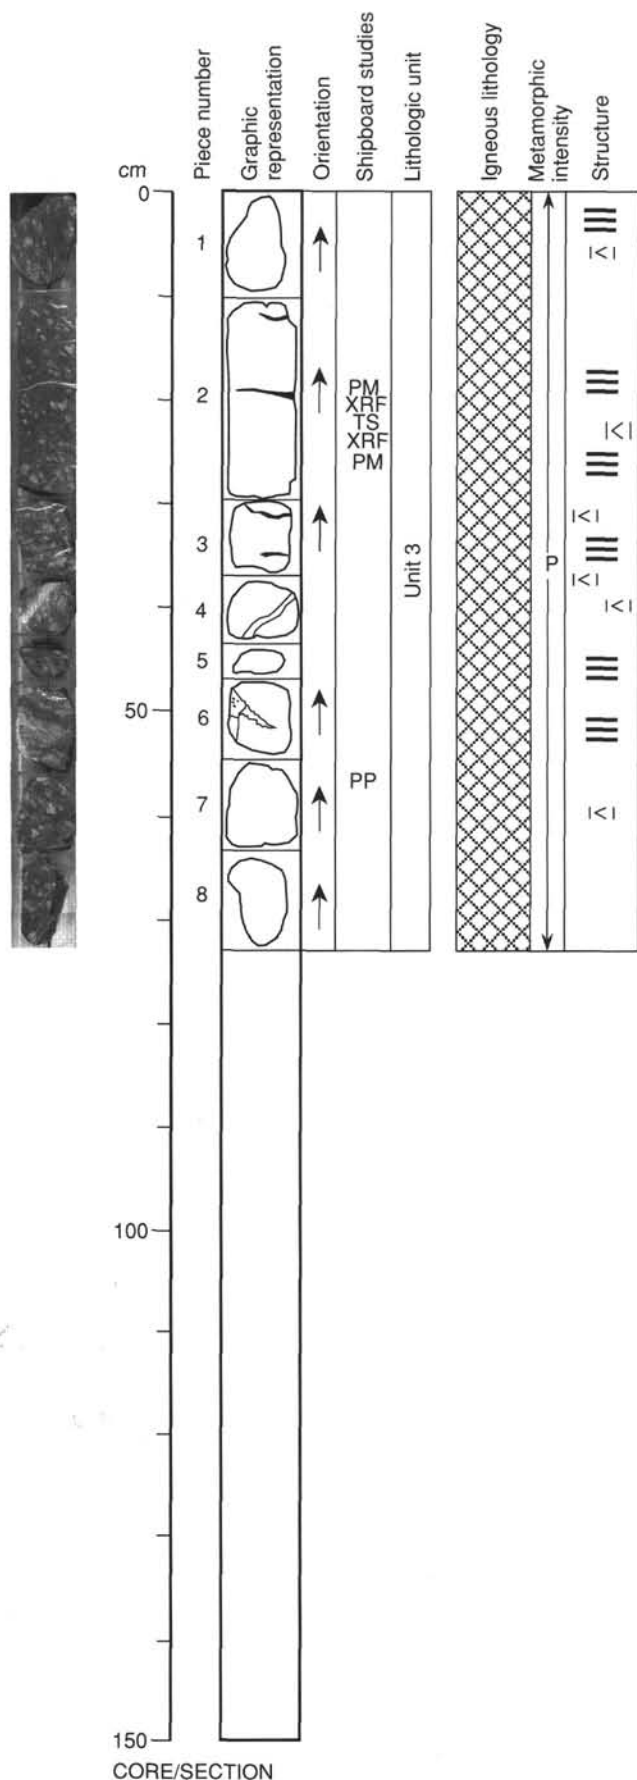 cm
Piece number
Graphic
representation
Orientation
Shipboard studies
Lithologic unit
Igneous lithology
Metamorphic
intensity
Structure
0
1
2
PM
XRF
TS
XRF
PM
3
Unit 3
P
4
5
50
6
7
PP
8
100
150
CORE/SECTION